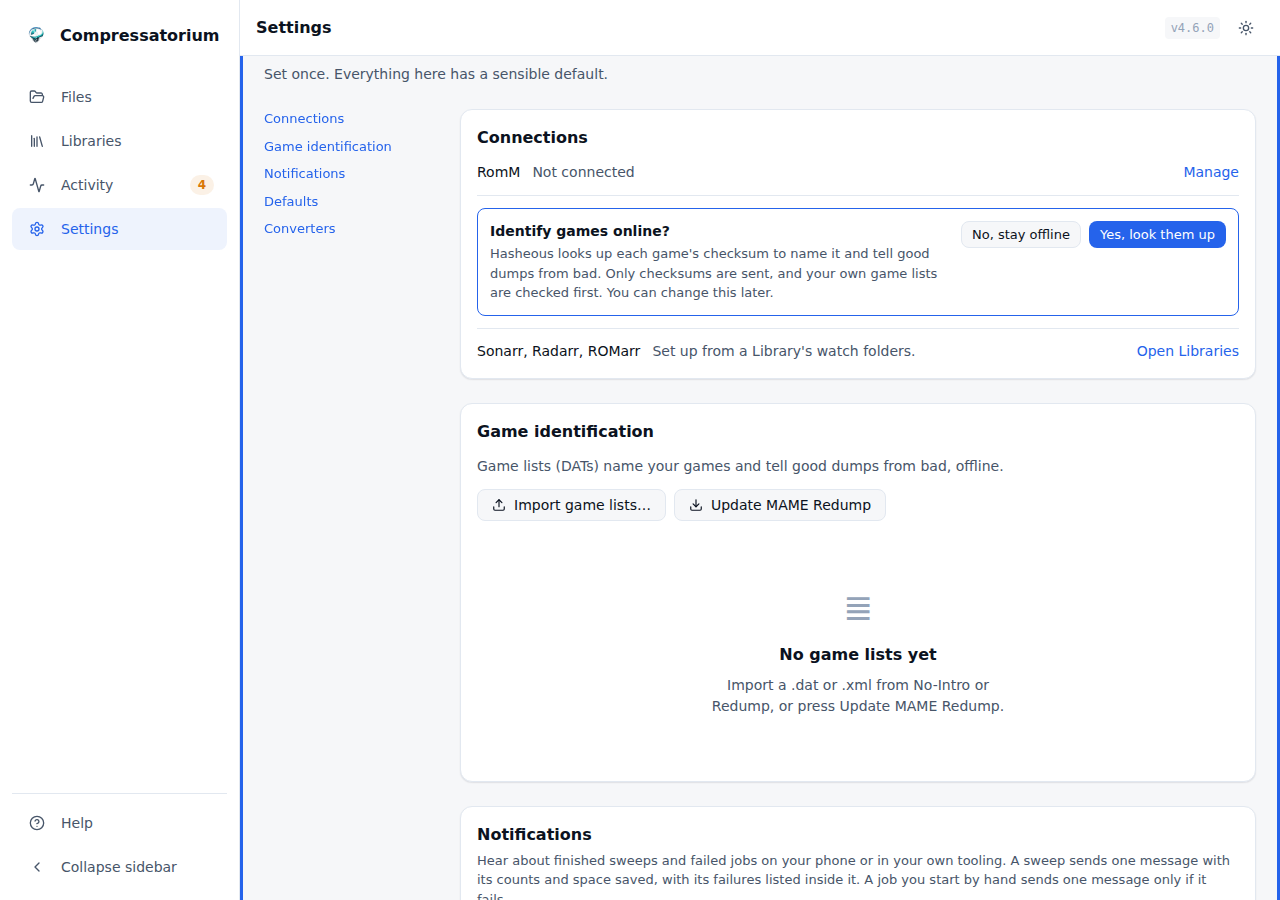 Compressatorium
Settings
v4.6.0
Files
Libraries
Activity
4
Settings
Help
Collapse sidebar
Set once. Everything here has a sensible default.
Connections
Game identification
Notifications
Defaults
Converters
Connections
RomM Not connected
Manage
Identify games online?
Hasheous looks up each game's checksum to name it and tell good
dumps from bad. Only checksums are sent, and your own game lists
are checked first. You can change this later.
No, stay offline
Yes, look them up
Sonarr, Radarr, ROMarr Set up from a Library's watch folders.
Open Libraries
Game identification
Game lists (DATs) name your games and tell good dumps from bad, offline.
Import game lists...
Update MAME Redump
No game lists yet
Import a .dat or .xml from No-Intro or
Redump, or press Update MAME Redump.
Notifications
Hear about finished sweeps and failed jobs on your phone or in your own tooling. A sweep sends one message with
its counts and space saved, with its failures listed inside it. A job you start by hand sends one message only if it
fails.